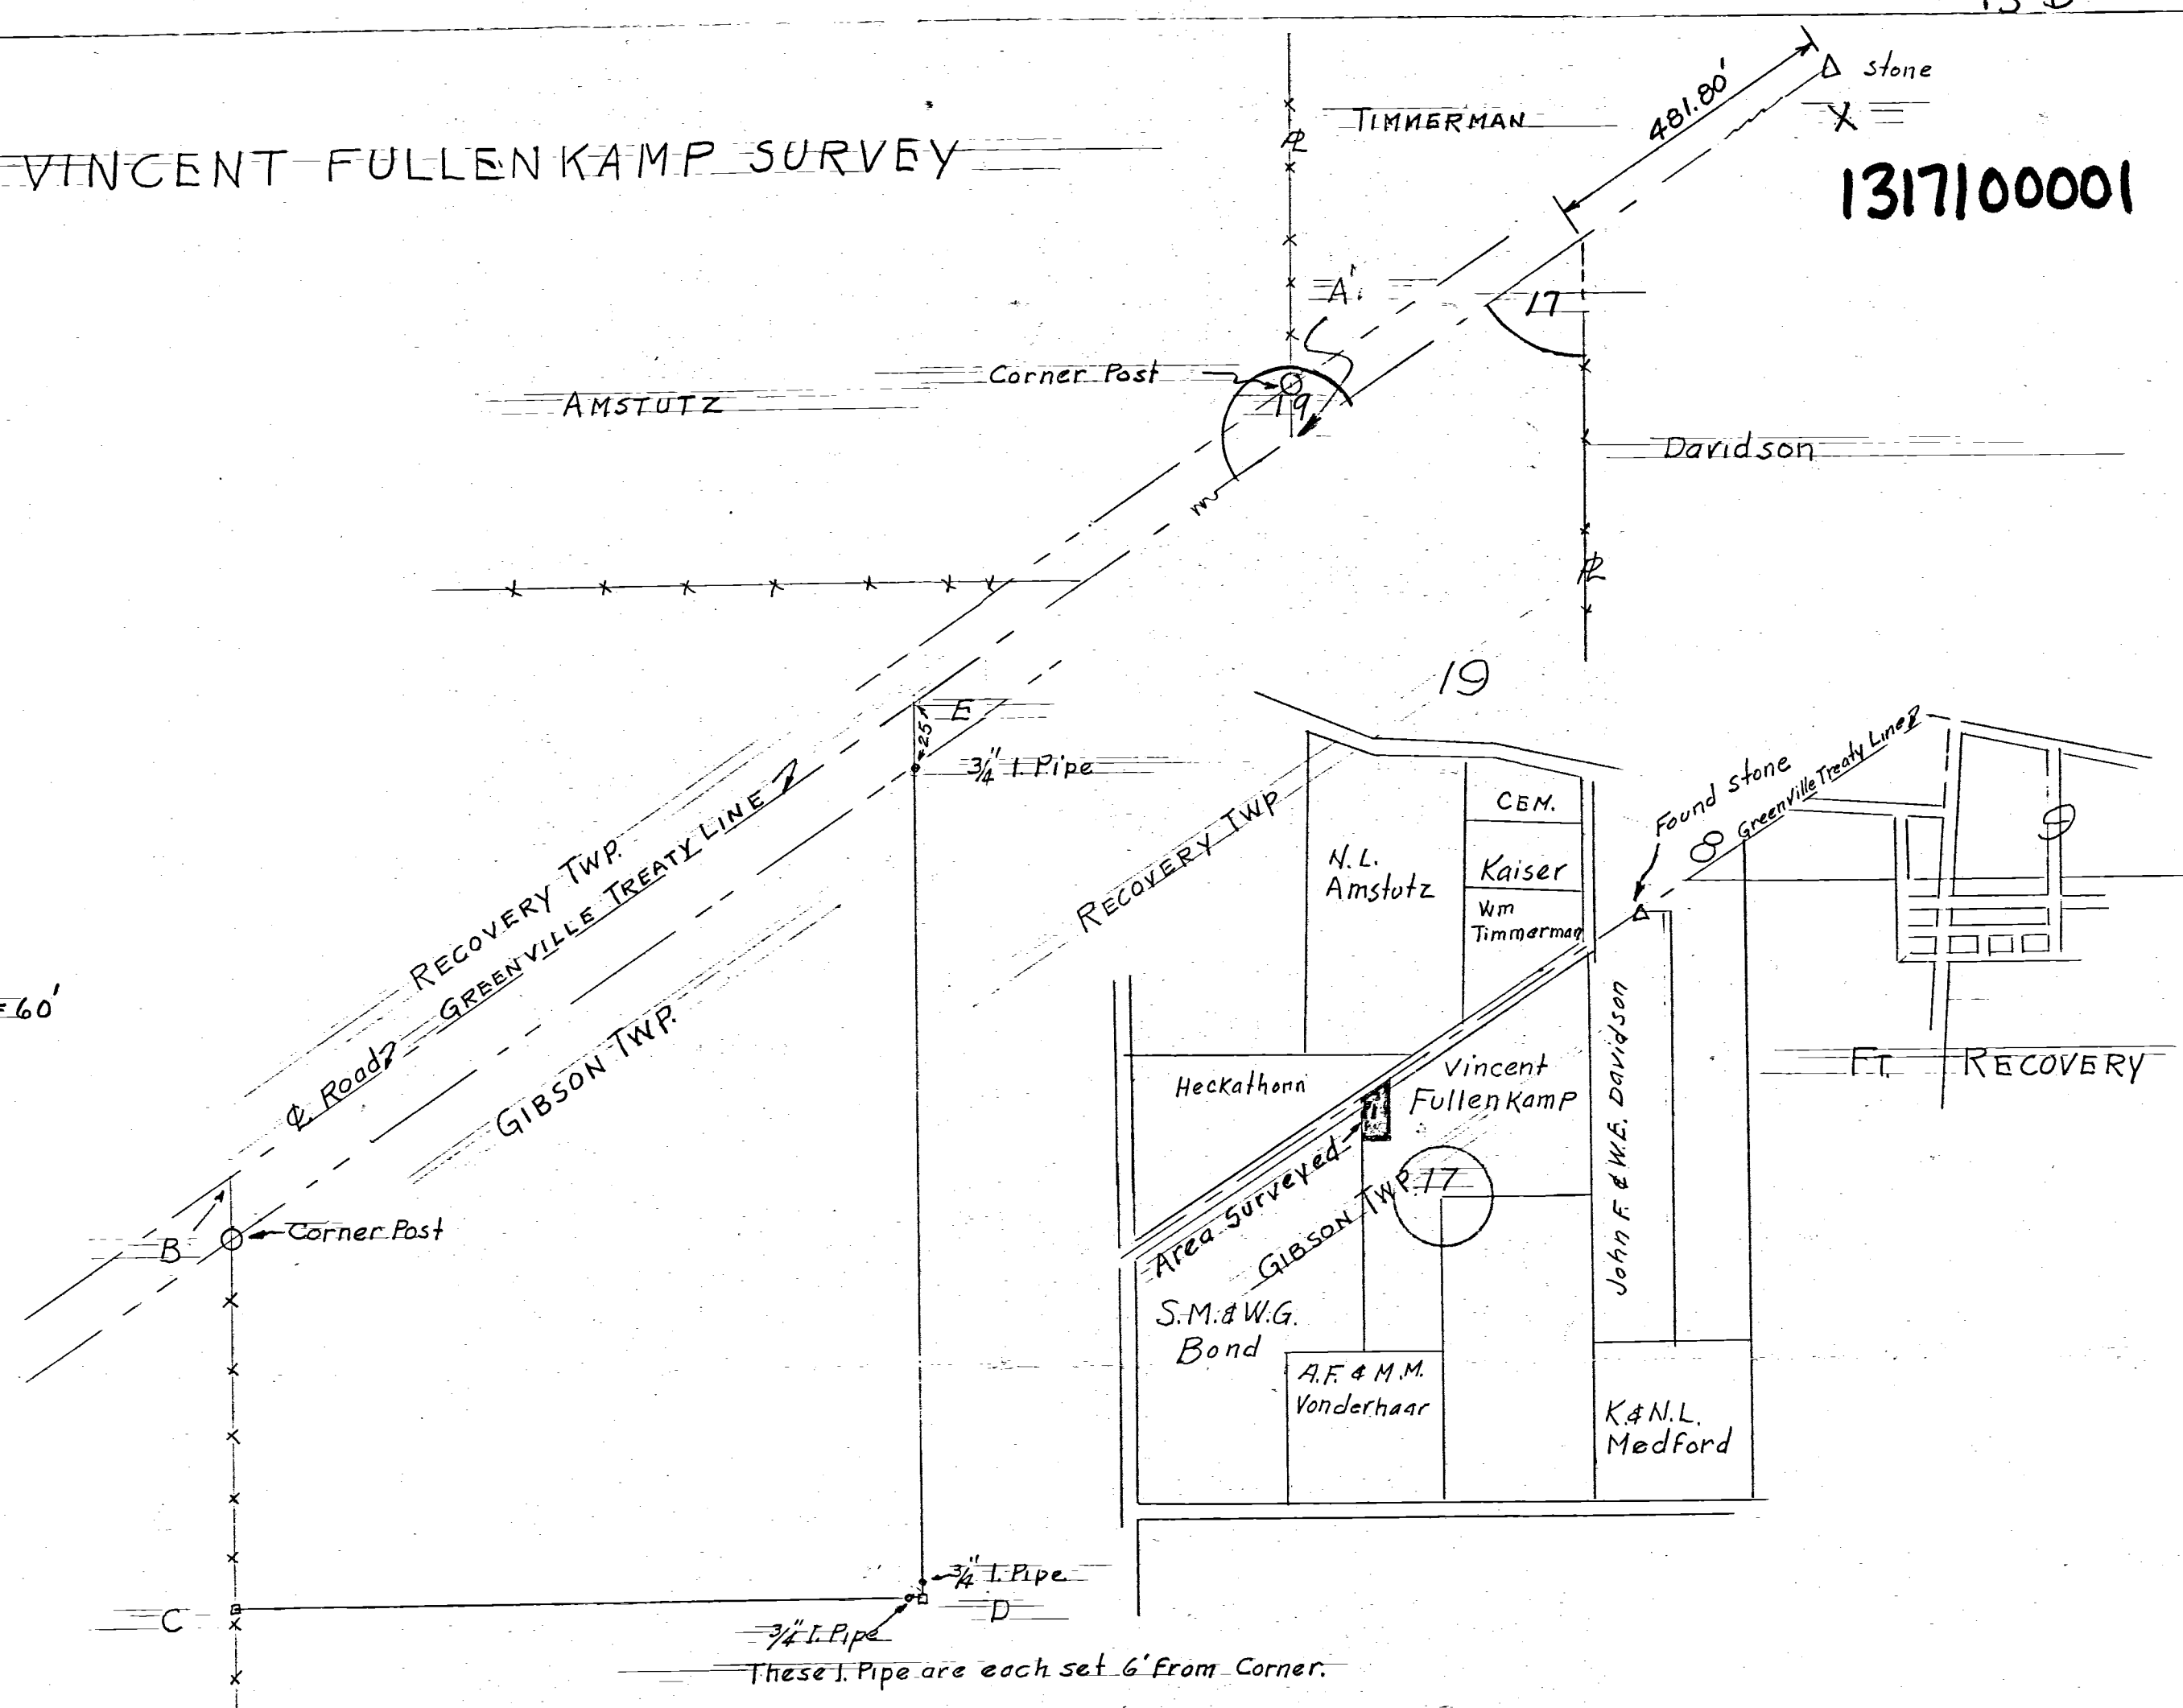 VINCENT FULLENKAMP SURVEY
TIMMERMAN
481.80'
stone
X
1317100001
A'
17
Corner Post
19
AMSTUTZ
Davidson
19
E
25'
3/4" I. Pipe
RECOVERY TWP.
GREENVILLE TREATY LINE
℄ Road
GIBSON TWP.
= 60'
B
Corner Post
C
D
3/4" I. Pipe
3/4" I. Pipe
These I. Pipe are each set 6' From Corner.
RECOVERY TWP
N.L.
Amstutz
CEM.
Kaiser
Wm
Timmerman
Found stone
8
Greenville Treaty Line
9
Heckathorn
Vincent
FullenKamp
John F. & W.E. Davidson
FT. RECOVERY
Area Surveyed
GIBSON TWP. 17
S.M. & W.G.
Bond
A.F. & M.M.
Vonderhaar
K. & N.L.
Medford